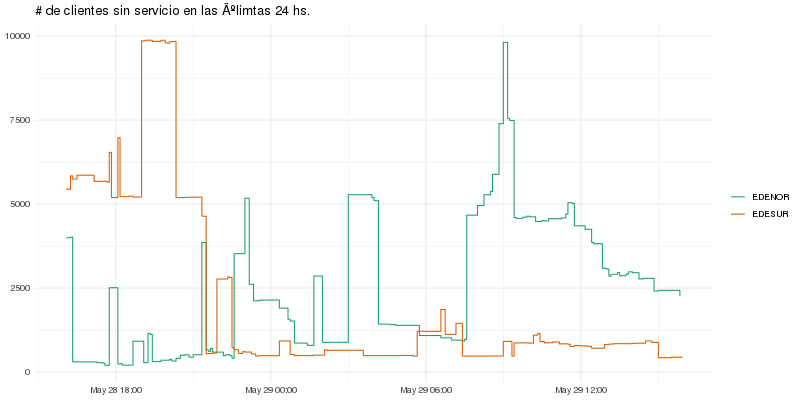 # de clientes sin servicio en las Ãºlimtas 24 hs.
10000
7500
5000
2500
0
May 28 18:00
May 29 00:00
May 29 06:00
May 29 12:00
EDENOR
EDESUR